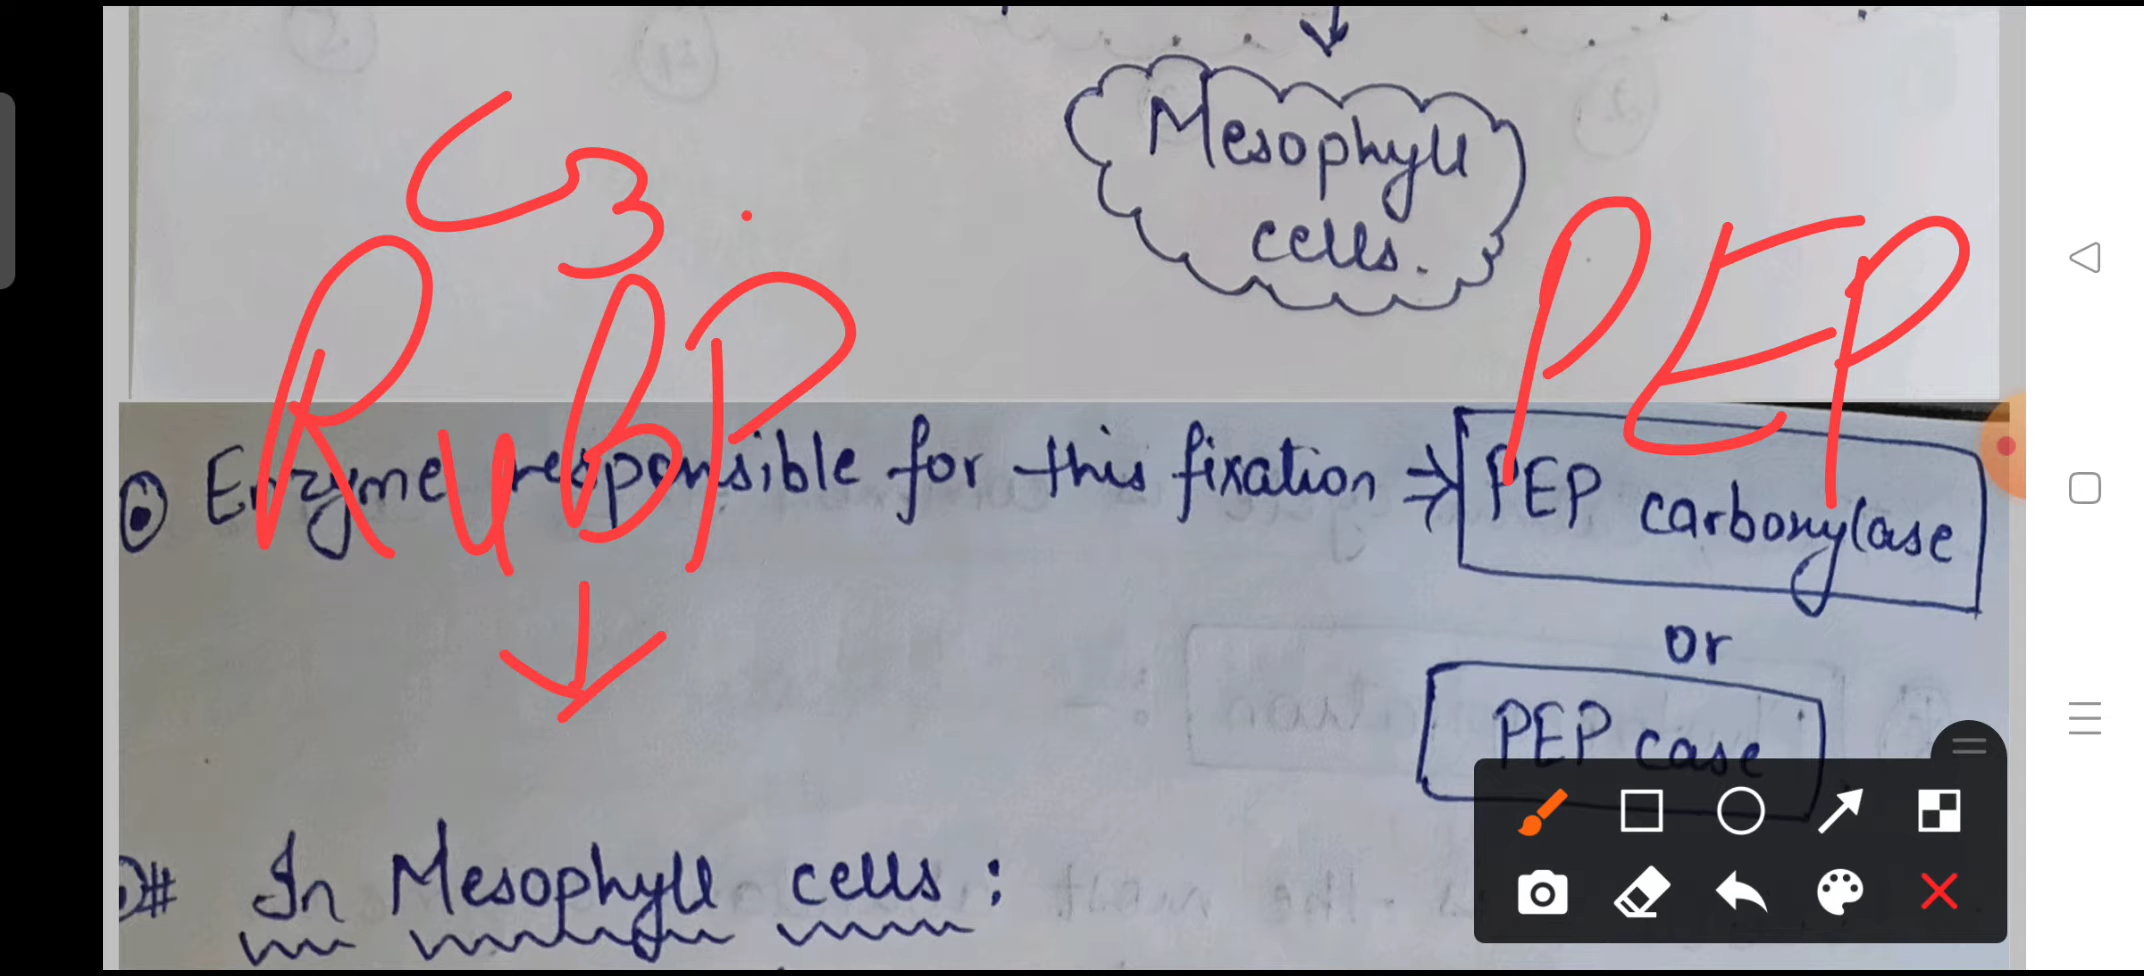 Mesophyll
cells.
C3
RuBP
PEP
Enzyme responsible for this fixation → PEP carboxylase
or
PEP case
# In Mesophyll cells :